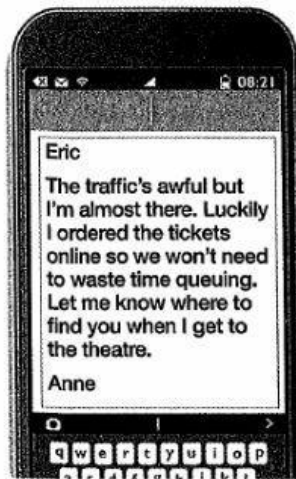 08:21
Eric
The traffic's awful but
I'm almost there. Luckily
I ordered the tickets
online so we won't need
to waste time queuing.
Let me know where to
find you when I get to
the theatre.
Anne
q w e r t y u i o p
a s d f g h j k l